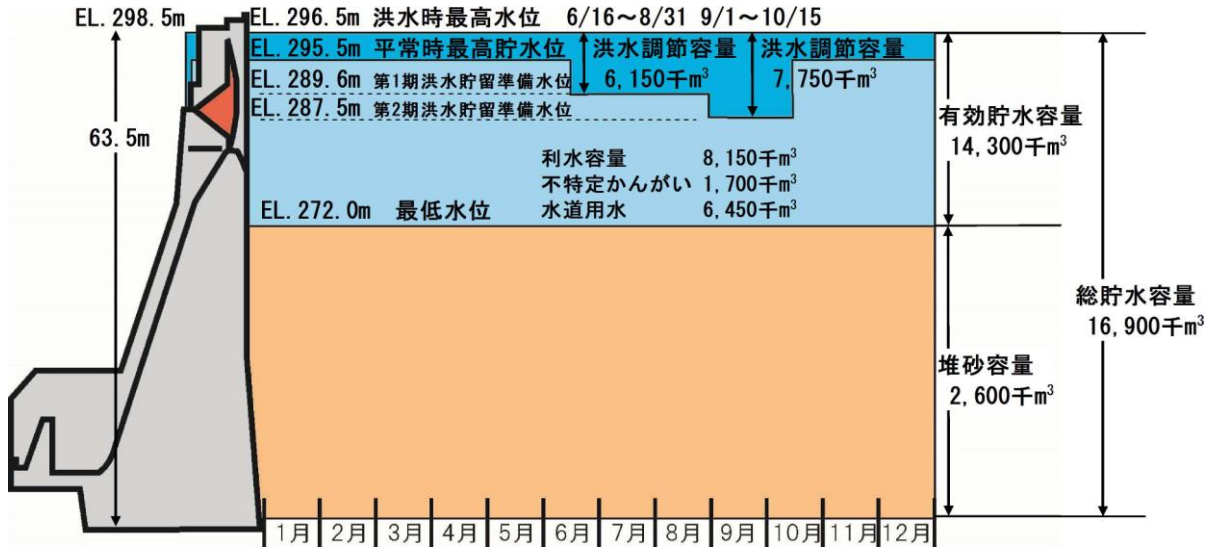 EL. 298.5m
EL. 296.5m 洪水時最高水位 6/16～8/31 9/1～10/15
EL. 295.5m 平常時最高貯水位 洪水調節容量 洪水調節容量
EL. 289.6m 第1期洪水貯留準備水位 6,150千m³ 7,750千m³
EL. 287.5m 第2期洪水貯留準備水位
63.5m
有効貯水容量
14,300千m³
利水容量 8,150千m³
不特定かんがい 1,700千m³
EL. 272.0m 最低水位 水道用水 6,450千m³
総貯水容量
16,900千m³
堆砂容量
2,600千m³
1月 2月 3月 4月 5月 6月 7月 8月 9月 10月 11月 12月